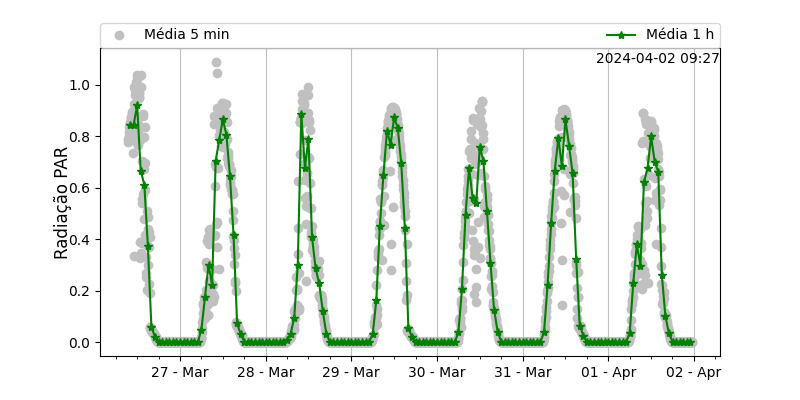 Média 5 min
Média 1 h
2024-04-02 09:27
Radiação PAR
1.0
0.8
0.6
0.4
0.2
0.0
27 - Mar
28 - Mar
29 - Mar
30 - Mar
31 - Mar
01 - Apr
02 - Apr